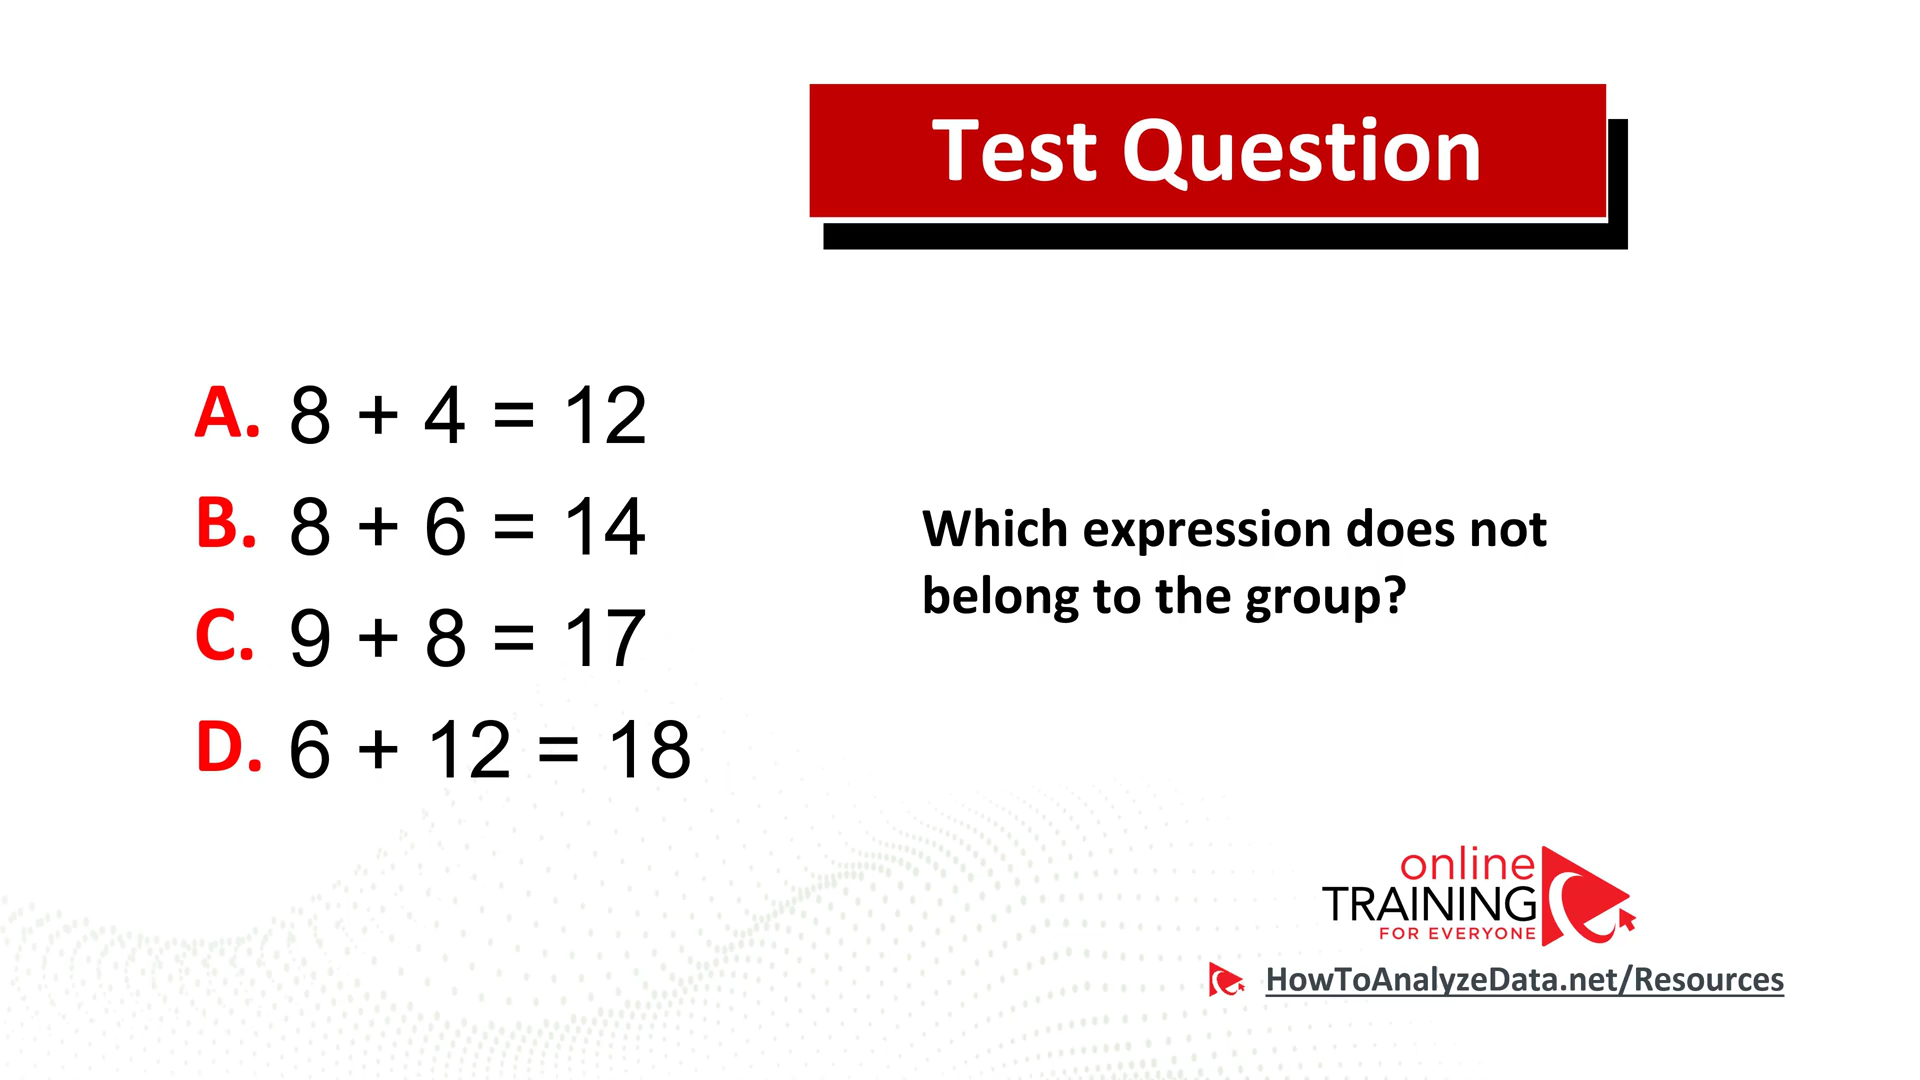 Test Question
A. 8 + 4 = 12
B. 8 + 6 = 14
C. 9 + 8 = 17
D. 6 + 12 = 18
Which expression does not
belong to the group?
online
TRAINING
FOR EVERYONE
HowToAnalyzeData.net/Resources